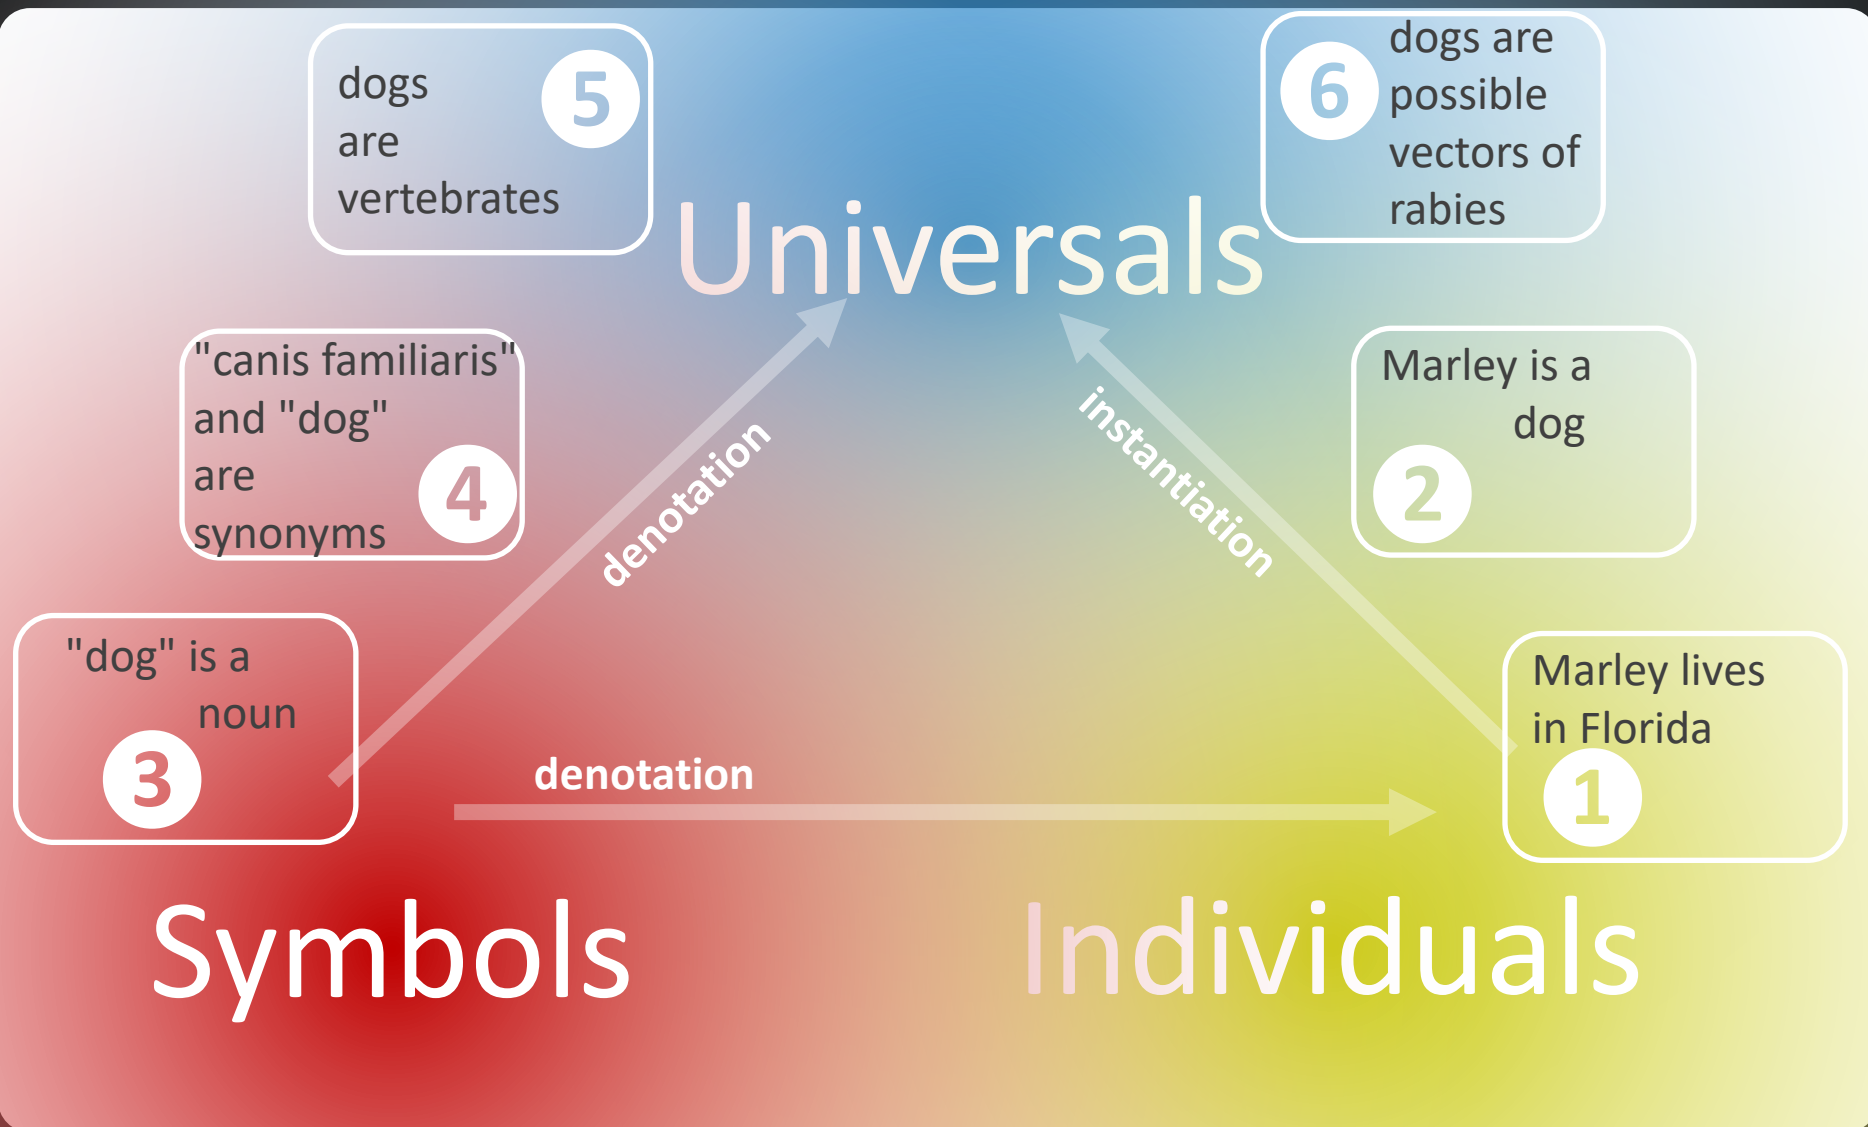 dogs
are
vertebrates
5
6
dogs are
possible
vectors of
rabies
Universals
"canis familiaris"
and "dog"
are
synonyms
4
denotation
instantiation
Marley is a
dog
2
"dog" is a
noun
3
denotation
Marley lives
in Florida
1
Symbols
Individuals